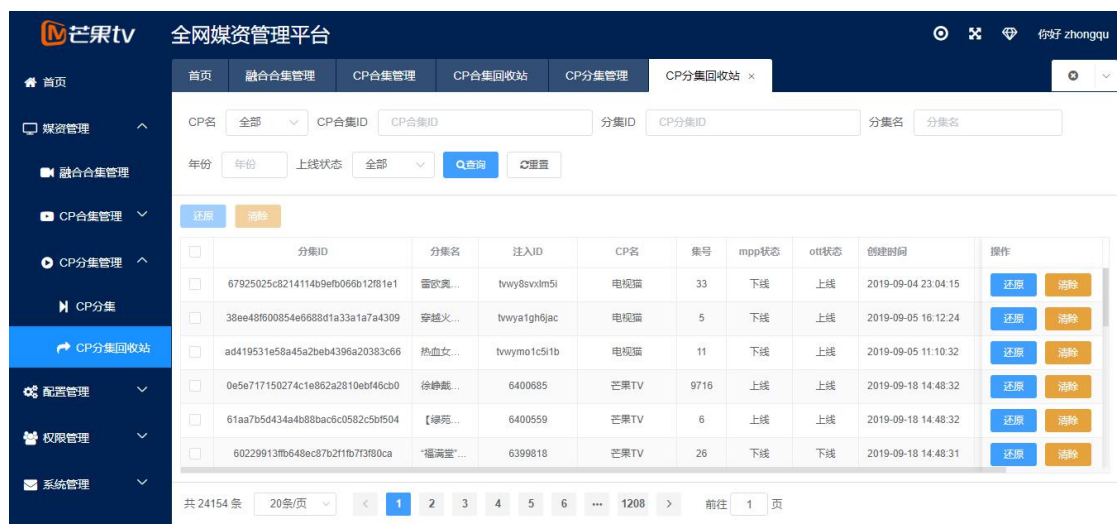 芒果tv 全网媒资管理平台 你好 zhongqu
首页 首页 融合合集管理 CP合集管理 CP合集回收站 CP分集管理 CP分集回收站 ×
媒资管理 CP名 全部 CP合集ID CP合集ID 分集ID CP分集ID 分集名 分集名
融合合集管理 年份 年份 上线状态 全部 查询 重置
CP合集管理 还原 清除
CP分集管理 分集ID 分集名 注入ID CP名 集号 mpp状态 ott状态 创建时间 操作
67925025c8214114b9efb066b12f81e1 雷欧奥... tvwy8svxlm5i 电视猫 33 下线 上线 2019-09-04 23:04:15 还原 清除
CP分集 38ee48f600854e6688d1a33a1a7a4309 穿越火... tvwya1gh6jac 电视猫 5 下线 上线 2019-09-05 16:12:24 还原 清除
CP分集回收站 ad419531e58a45a2beb4396a20383c66 热血女... tvwymo1c5i1b 电视猫 11 下线 上线 2019-09-05 11:10:32 还原 清除
配置管理 0e5e717150274c1e862a2810ebf46cb0 徐峥戴... 6400685 芒果TV 9716 上线 上线 2019-09-18 14:48:32 还原 清除
61aa7b5d434a4b88bac6c0582c5bf504 【绿苑... 6400559 芒果TV 6 上线 上线 2019-09-18 14:48:32 还原 清除
权限管理 60229913ffb648ec87b2f1fb7f3f80ca “福满堂”... 6399818 芒果TV 26 下线 下线 2019-09-18 14:48:31 还原 清除
系统管理 共 24154 条 20条/页 < 1 2 3 4 5 6 ... 1208 > 前往 1 页